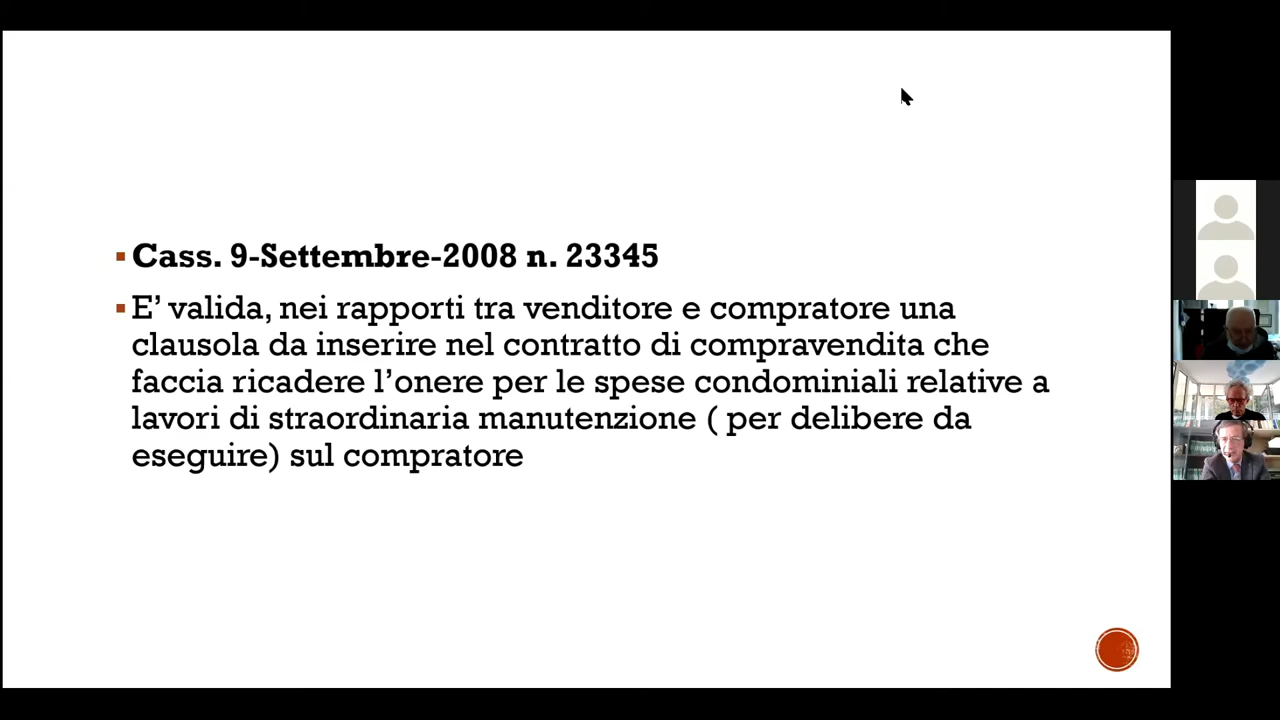 Cass. 9-Settembre-2008 n. 23345
E’ valida, nei rapporti tra venditore e compratore una
clausola da inserire nel contratto di compravendita che
faccia ricadere l’onere per le spese condominiali relative a
lavori di straordinaria manutenzione ( per delibere da
eseguire) sul compratore